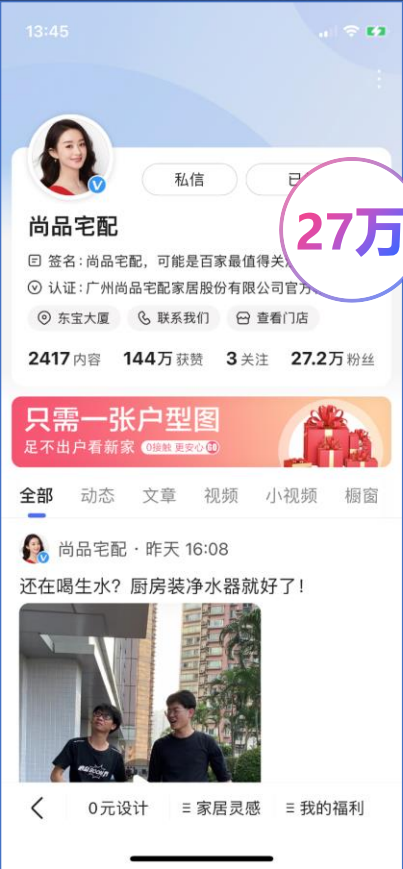 13:45
私信
已
27万
尚品宅配
签名：尚品宅配，可能是百家最值得关
认证：广州尚品宅配家居股份有限公司官方
东宝大厦 联系我们 查看门店
2417 内容 144万 获赞 3 关注 27.2万 粉丝
只需一张户型图
足不出户看新家 0接触 更安心
全部 动态 文章 视频 小视频 橱窗
尚品宅配 · 昨天 16:08
还在喝生水？厨房装净水器就好了！
0元设计 家居灵感 我的福利